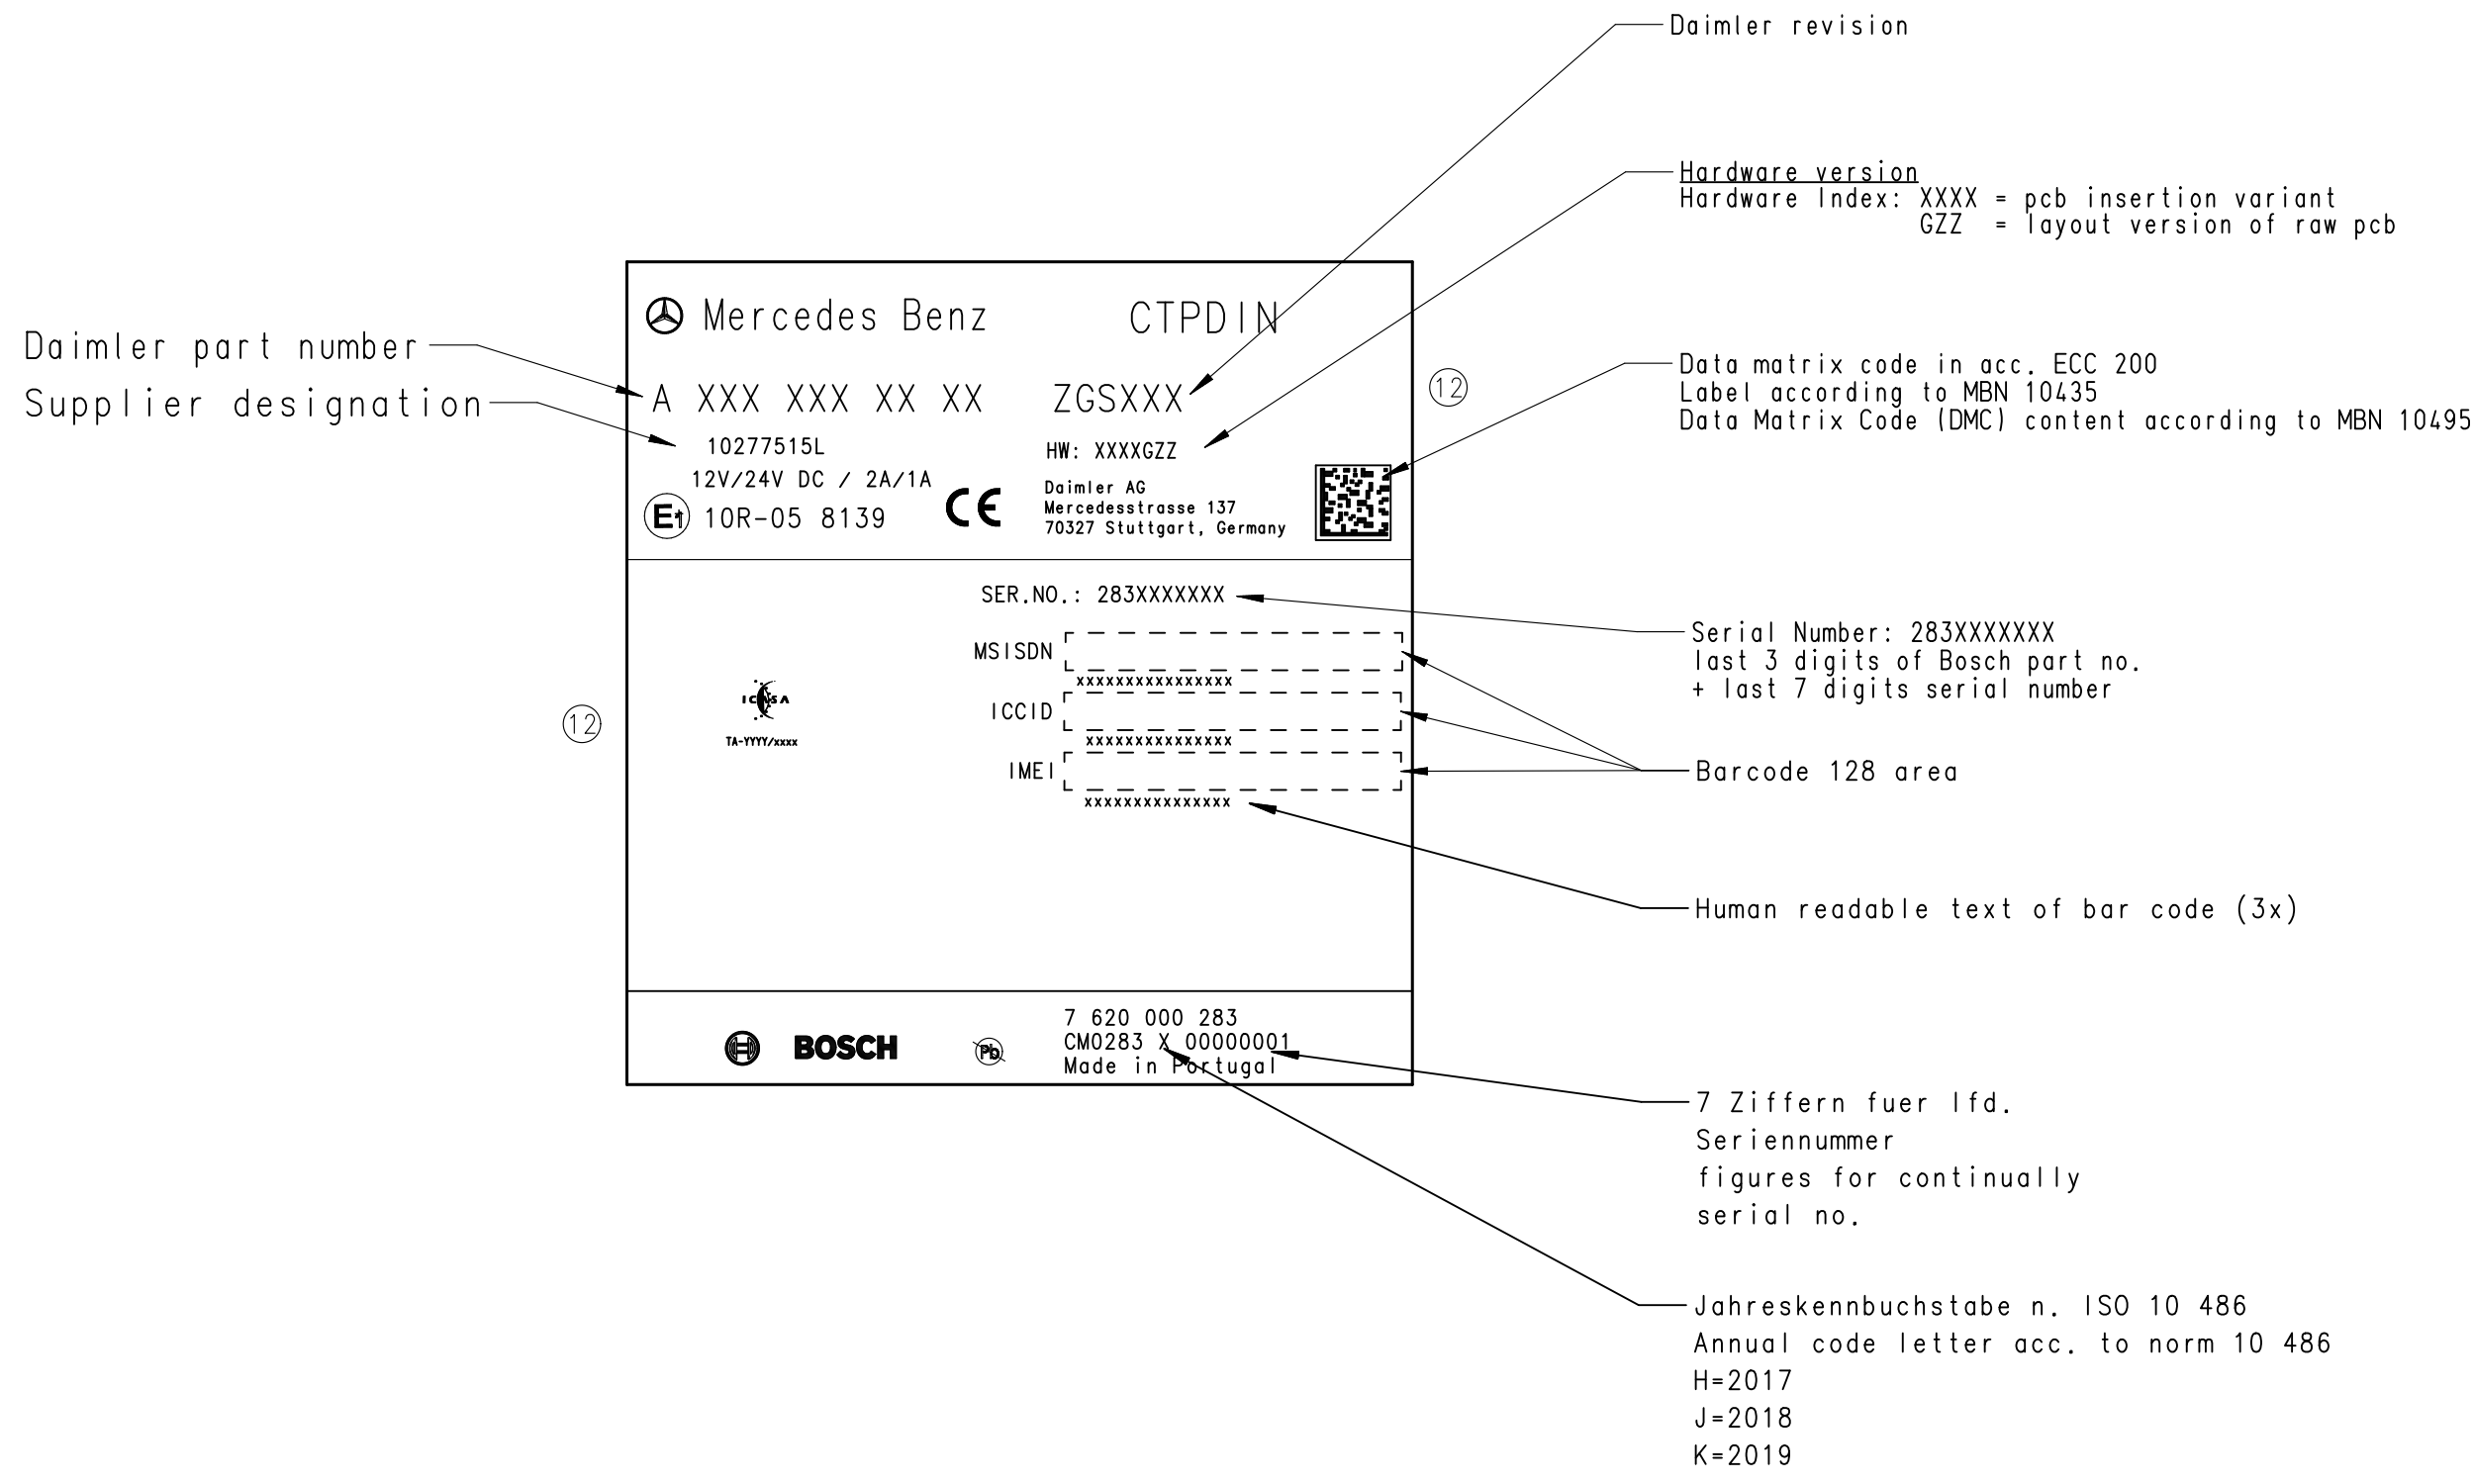 Daimler revision
Hardware version
Hardware Index: XXXX = pcb insertion variant
GZZ = layout version of raw pcb
Mercedes Benz CTPDIN
Daimler part number
A XXX XXX XX XX ZGS XXX
Data matrix code in acc. ECC 200
Label according to MBN 10435
Data Matrix Code (DMC) content according to MBN 10495
12
Supplier designation
10277515L
HW: XXXXGZZ
12V/24V DC / 2A/1A
Daimler AG
Mercedesstrasse 137
70327 Stuttgart, Germany
E1 10R-05 8139
CE
SER.NO.: 283XXXXXXX
Serial Number: 283XXXXXXX
last 3 digits of Bosch part no.
+ last 7 digits serial number
MSISDN
xxxxxxxxxxxxxxxx
ICASA
TA-YYYY/xxxx
12
ICCID
xxxxxxxxxxxxxxx
IMEI
xxxxxxxxxxxxxxx
Barcode 128 area
Human readable text of bar code (3x)
BOSCH
Pb
7 620 000 283
CM0283 X 00000001
Made in Portugal
7 Ziffern fuer lfd.
Seriennummer
figures for continually
serial no.
Jahreskennbuchstabe n. ISO 10 486
Annual code letter acc. to norm 10 486
H=2017
J=2018
K=2019